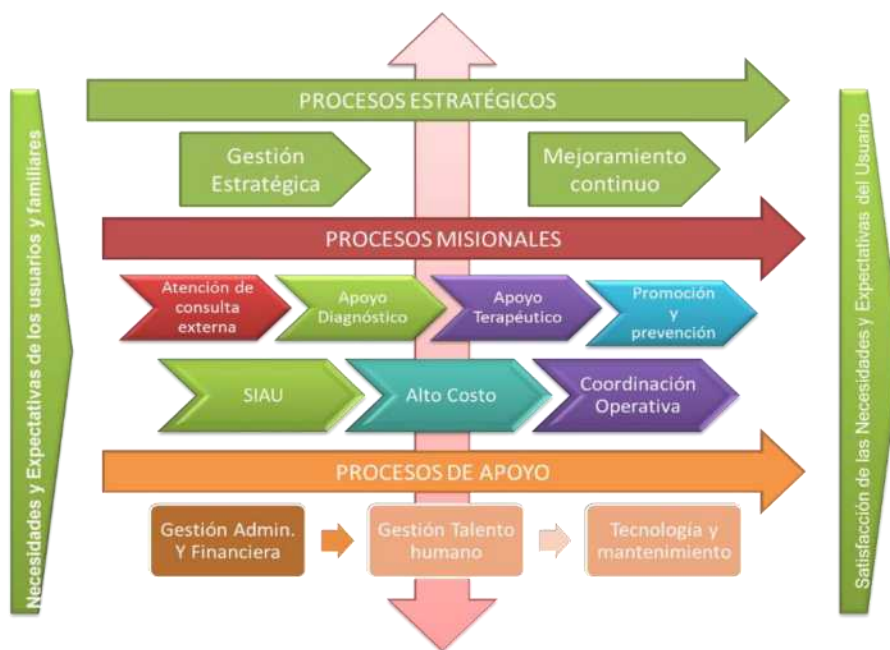 Necesidades y Expectativas de los usuarios y familiares
PROCESOS ESTRATÉGICOS
Gestión
Estratégica
Mejoramiento
continuo
PROCESOS MISIONALES
Atención de
consulta
externa
Apoyo
Diagnóstico
Apoyo
Terapéutico
Promoción
y
prevención
SIAU
Alto Costo
Coordinación
Operativa
PROCESOS DE APOYO
Gestión Admin.
Y Financiera
Gestión Talento
humano
Tecnología y
mantenimiento
Satisfacción de las Necesidades y Expectativas del Usuario